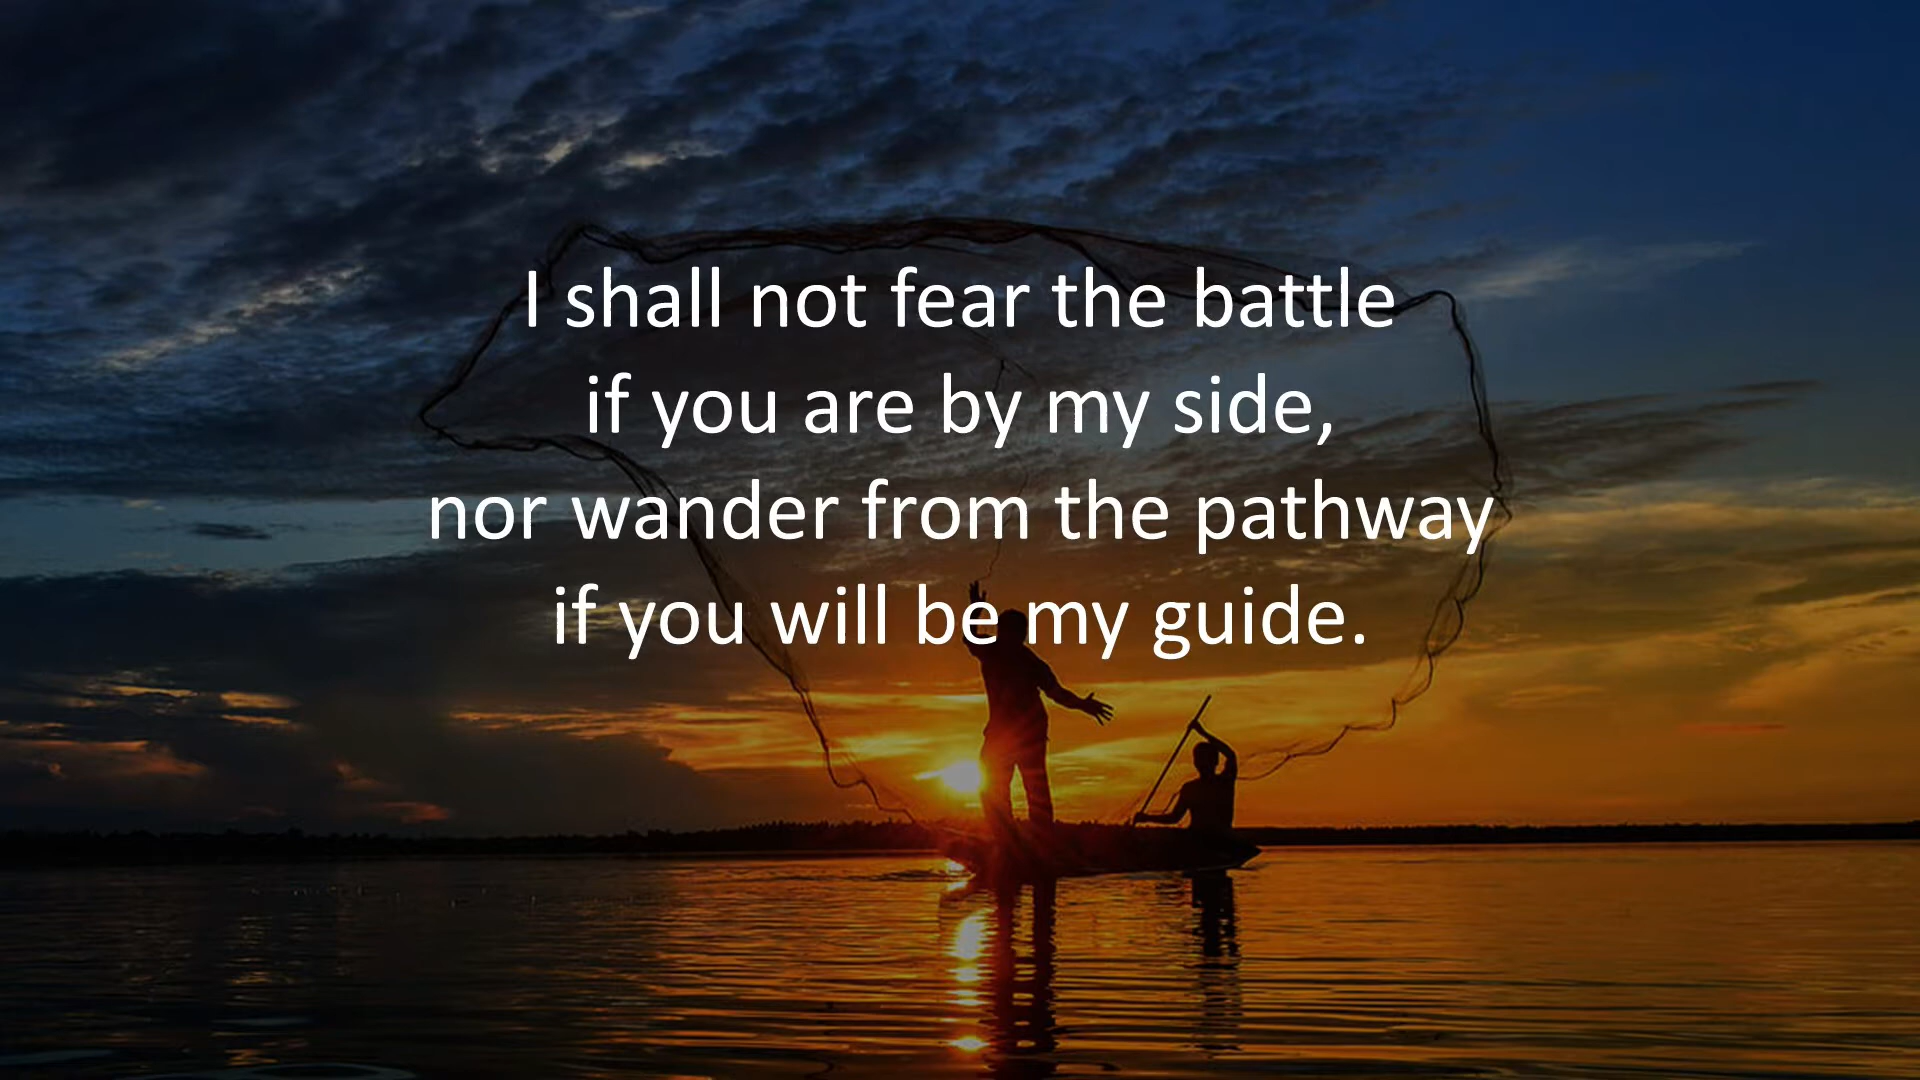 I shall not fear the battle
if you are by my side,
nor wander from the pathway
if you will be my guide.